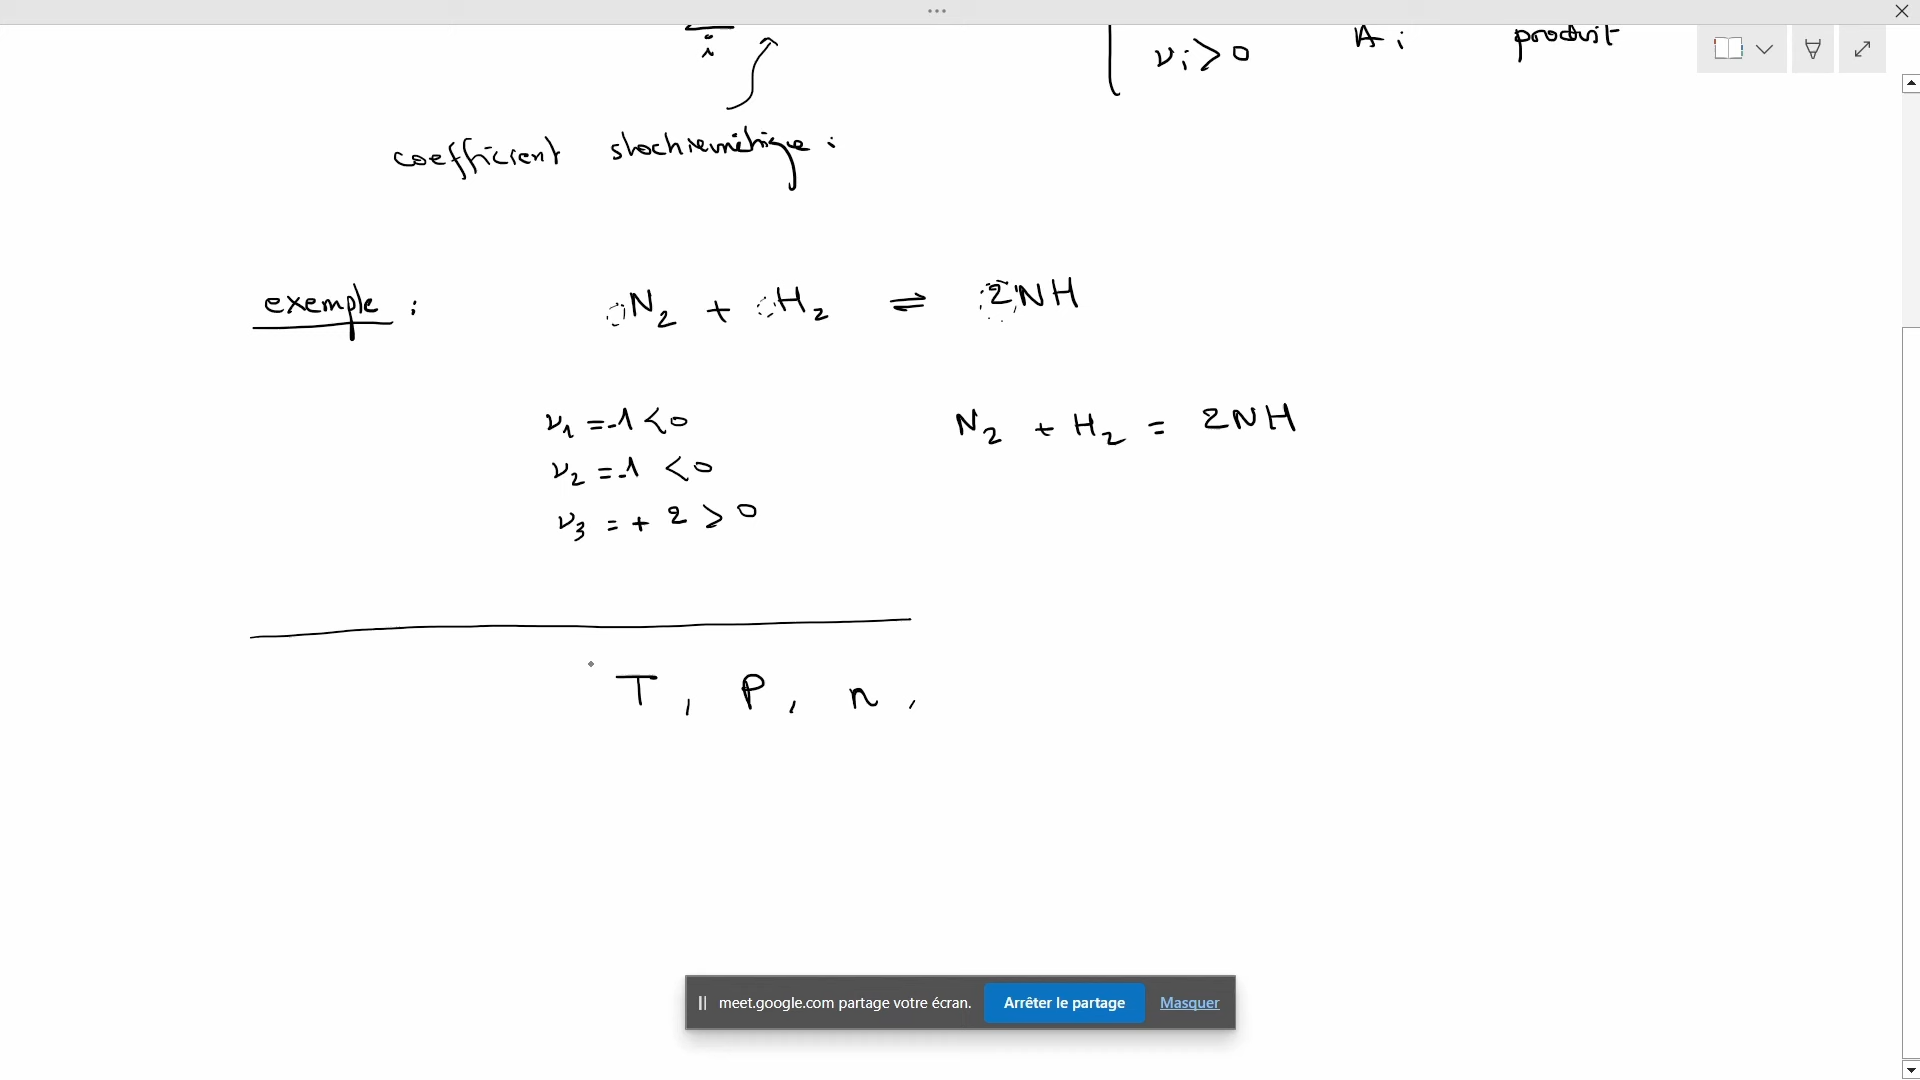 i
νi > 0 Ai produit
coefficient stochiométrique :
exemple : N2 + H2 ⇌ 2NH
ν1 = -1 < 0 N2 + H2 = 2NH
ν2 = -1 < 0
ν3 = + 2 > 0
T , P , n ,
meet.google.com partage votre écran. Arrêter le partage Masquer